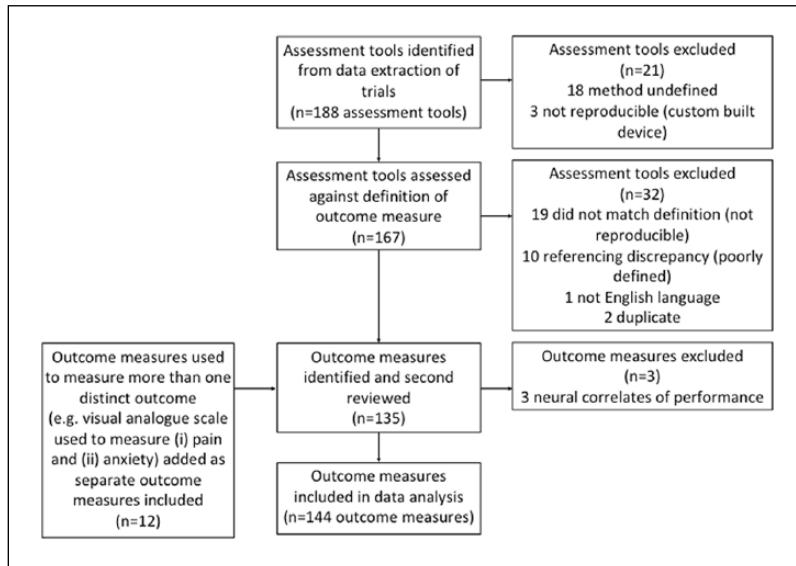 Assessment tools identified
from data extraction of
trials
(n=188 assessment tools)
Assessment tools excluded
(n=21)
18 method undefined
3 not reproducible (custom built
device)
Assessment tools assessed
against definition of
outcome measure
(n=167)
Assessment tools excluded
(n=32)
19 did not match definition (not
reproducible)
10 referencing discrepancy (poorly
defined)
1 not English language
2 duplicate
Outcome measures used
to measure more than one
distinct outcome
(e.g. visual analogue scale
used to measure (i) pain
and (ii) anxiety) added as
separate outcome
measures included
(n=12)
Outcome measures
identified and second
reviewed
(n=135)
Outcome measures excluded
(n=3)
3 neural correlates of performance
Outcome measures
included in data analysis
(n=144 outcome measures)